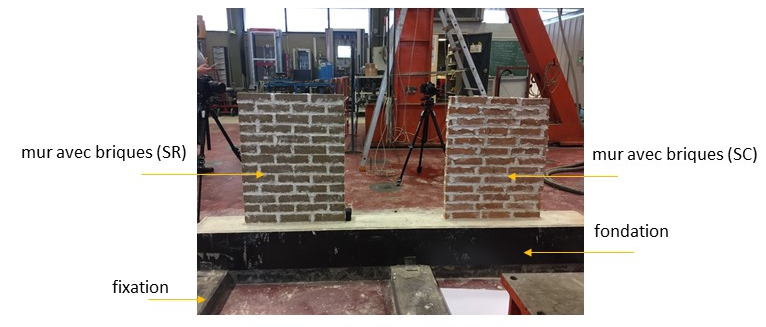 mur avec briques (SR)
mur avec briques (SC)
fondation
fixation